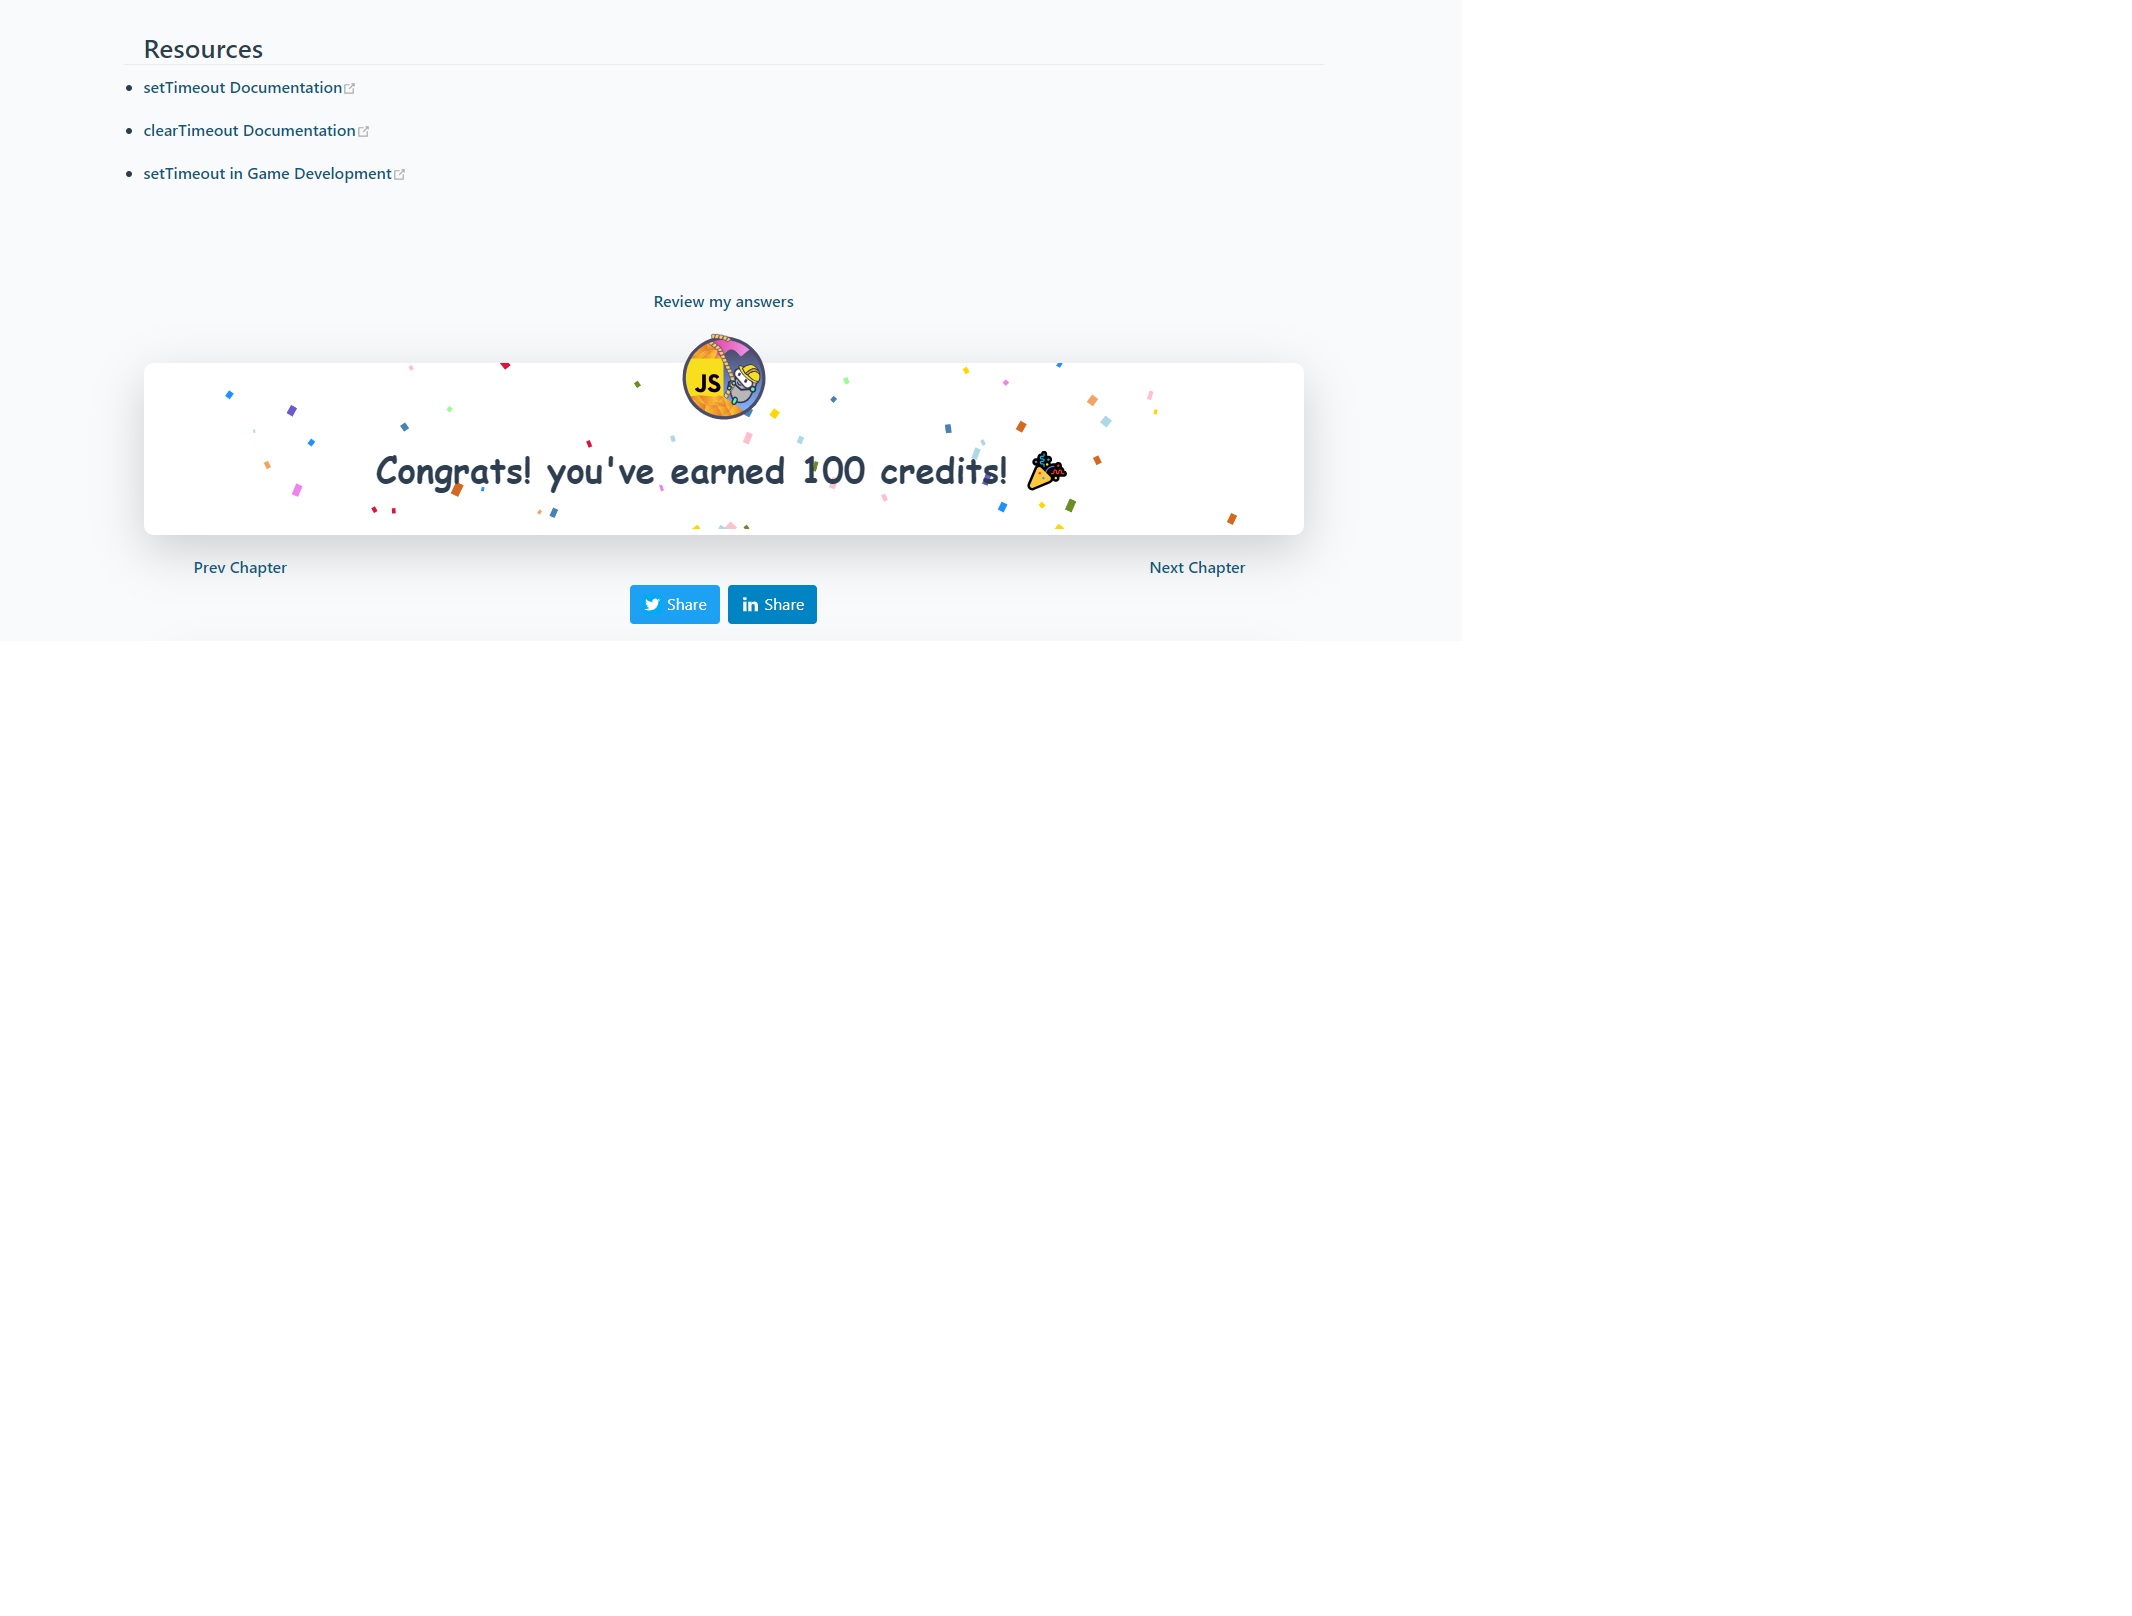 Resources
setTimeout Documentation
clearTimeout Documentation
setTimeout in Game Development
Review my answers
JS
Congrats! you've earned 100 credits! 🎉
Prev Chapter
Next Chapter
Share
in Share